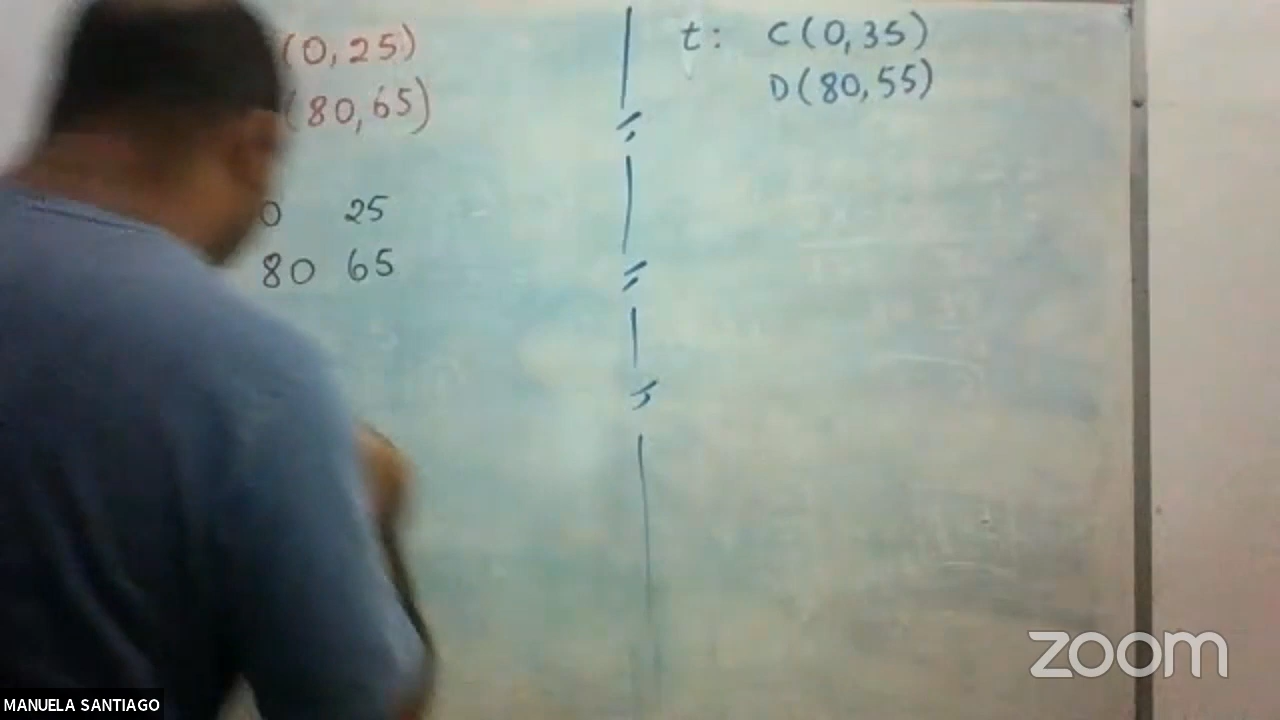 (0,25)
(80,65)
0 25
80 65
t: C(0,35)
D(80,55)
zoom
MANUELA SANTIAGO